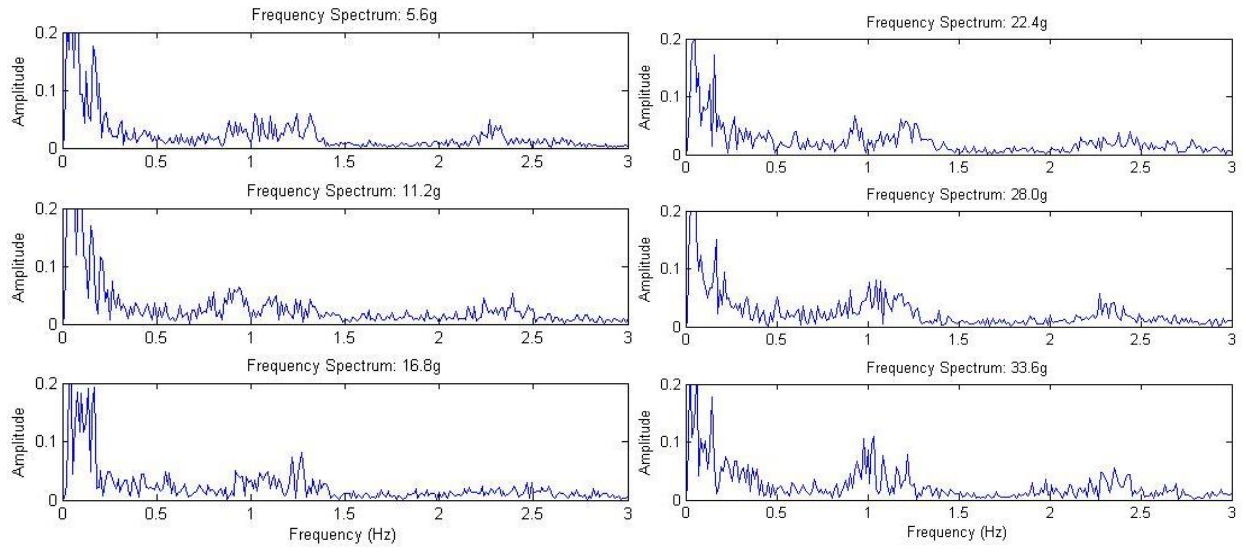 Frequency Spectrum: 5.6g
0.2
0.1
0
Amplitude
0 0.5 1 1.5 2 2.5 3
Frequency Spectrum: 11.2g
0.2
0.1
0
Amplitude
0 0.5 1 1.5 2 2.5 3
Frequency Spectrum: 16.8g
0.2
0.1
0
Amplitude
0 0.5 1 1.5 2 2.5 3
Frequency (Hz)
Frequency Spectrum: 22.4g
0.2
0.1
0
Amplitude
0 0.5 1 1.5 2 2.5 3
Frequency Spectrum: 28.0g
0.2
0.1
0
Amplitude
0 0.5 1 1.5 2 2.5 3
Frequency Spectrum: 33.6g
0.2
0.1
0
Amplitude
0 0.5 1 1.5 2 2.5 3
Frequency (Hz)